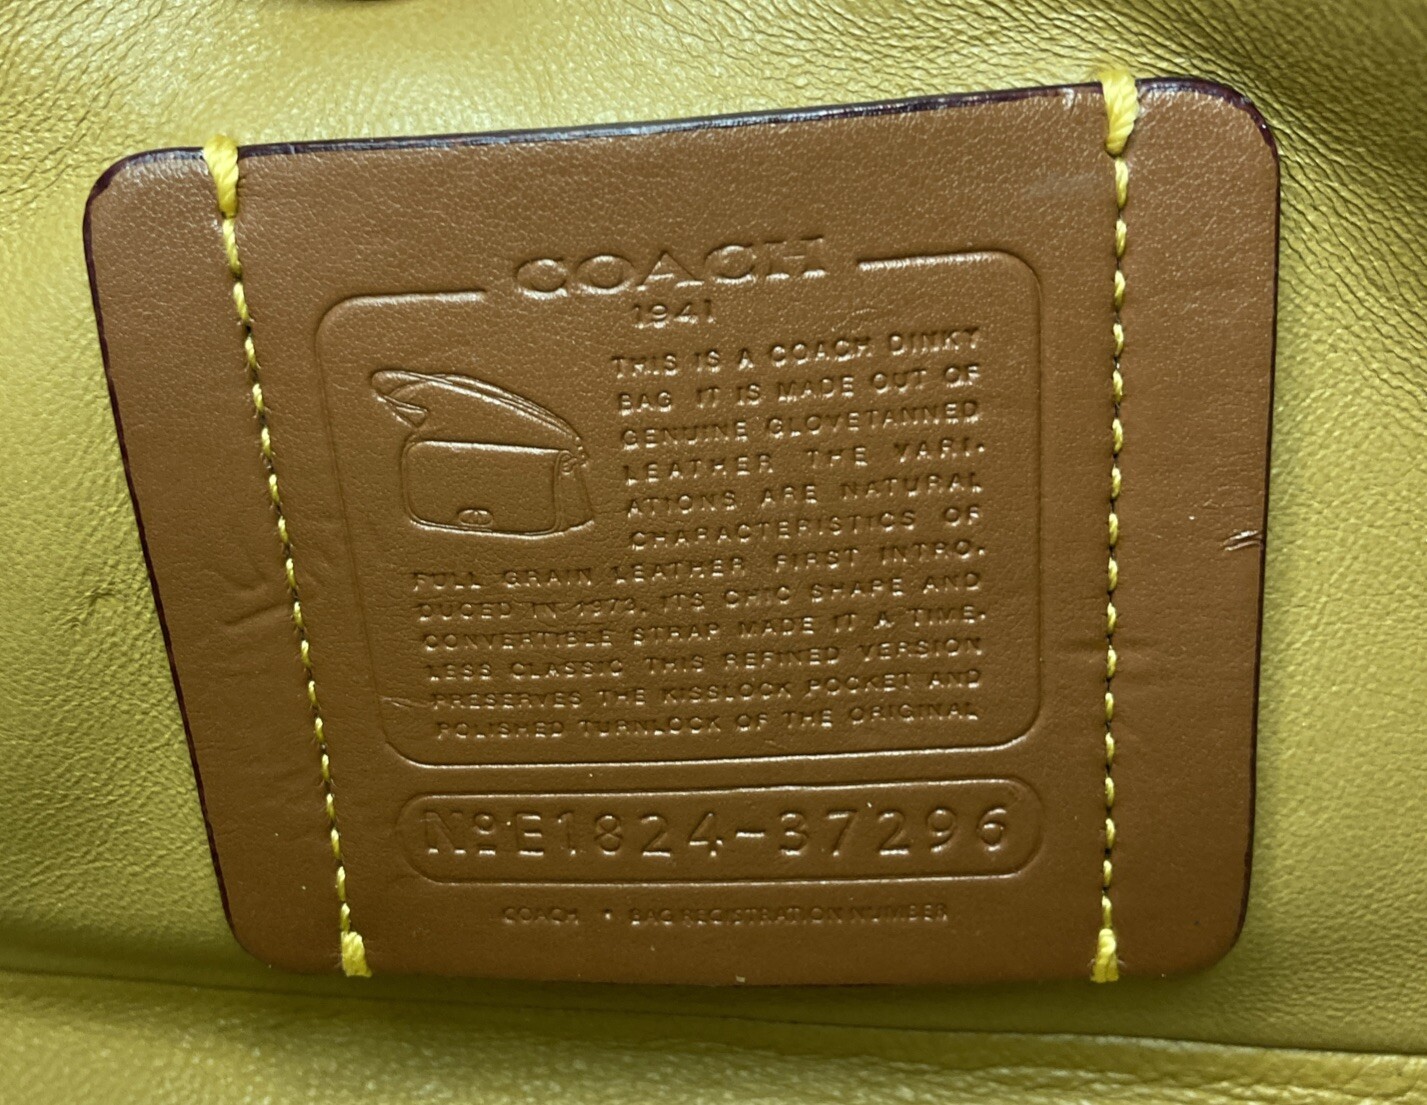 COACH
1941
THIS IS A COACH DINKY
BAG IT IS MADE OUT OF
GENUINE GLOVETANNED
LEATHER THE VARI.
ATIONS ARE NATURAL
CHARACTERISTICS OF
FULL GRAIN LEATHER FIRST INTRO.
DUCED IN 1973, ITS CHIC SHAPE AND
CONVERTIBLE STRAP MADE IT A TIME.
LESS CLASSIC THIS REFINED VERSION
PRESERVES THE KISSLOCK POCKET AND
POLISHED TURNLOCK OF THE ORIGINAL
NºE1824-37296
COACH • BAG REGISTRATION NUMBER